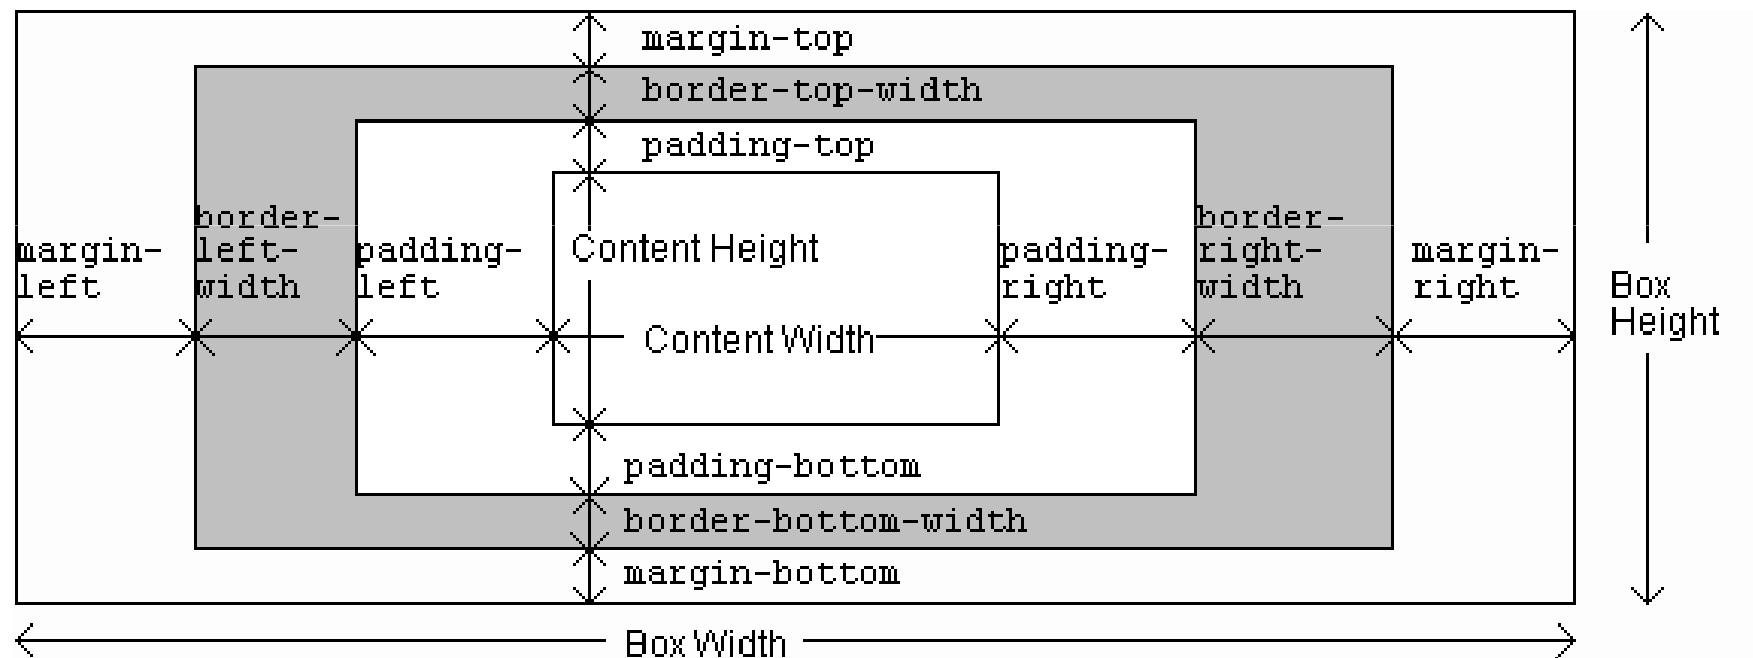 margin-top
border-top-width
padding-top
margin-
left
border-
left-
width
padding-
left
Content Height
Content Width
padding-
right
border-
right-
width
margin-
right
Box
Height
padding-bottom
border-bottom-width
margin-bottom
Box Width